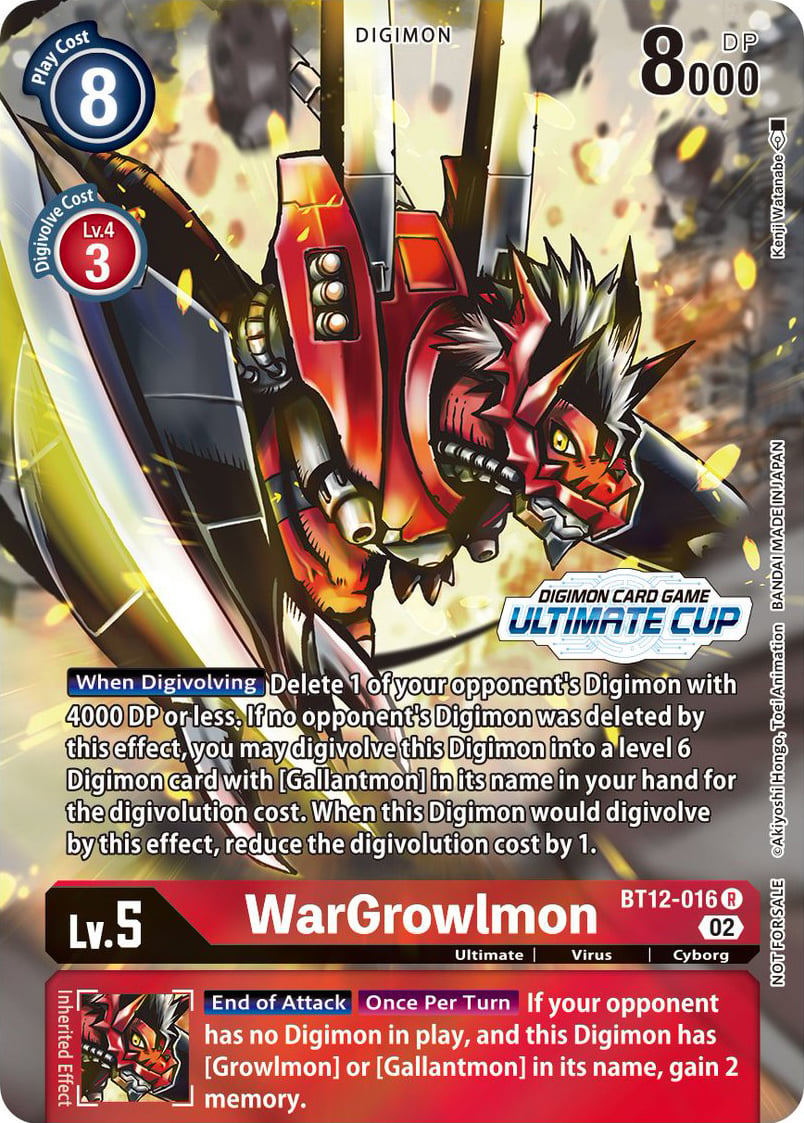 DIGIMON
Play Cost
8
DP
8000
Digivolve Cost
Lv.4
3
Kenji Watanabe
DIGIMON CARD GAME
ULTIMATE CUP
When Digivolving Delete 1 of your opponent's Digimon with
4000 DP or less. If no opponent's Digimon was deleted by
this effect, you may digivolve this Digimon into a level 6
Digimon card with [Gallantmon] in its name in your hand for
the digivolution cost. When this Digimon would digivolve
by this effect, reduce the digivolution cost by 1.
©Akiyoshi Hongo, Toei Animation BANDAI MADE IN JAPAN
NOT FOR SALE
Lv.5
WarGrowlmon
BT12-016 R
02
Ultimate | Virus | Cyborg
Inherited Effect
End of Attack Once Per Turn If your opponent
has no Digimon in play, and this Digimon has
[Growlmon] or [Gallantmon] in its name, gain 2
memory.